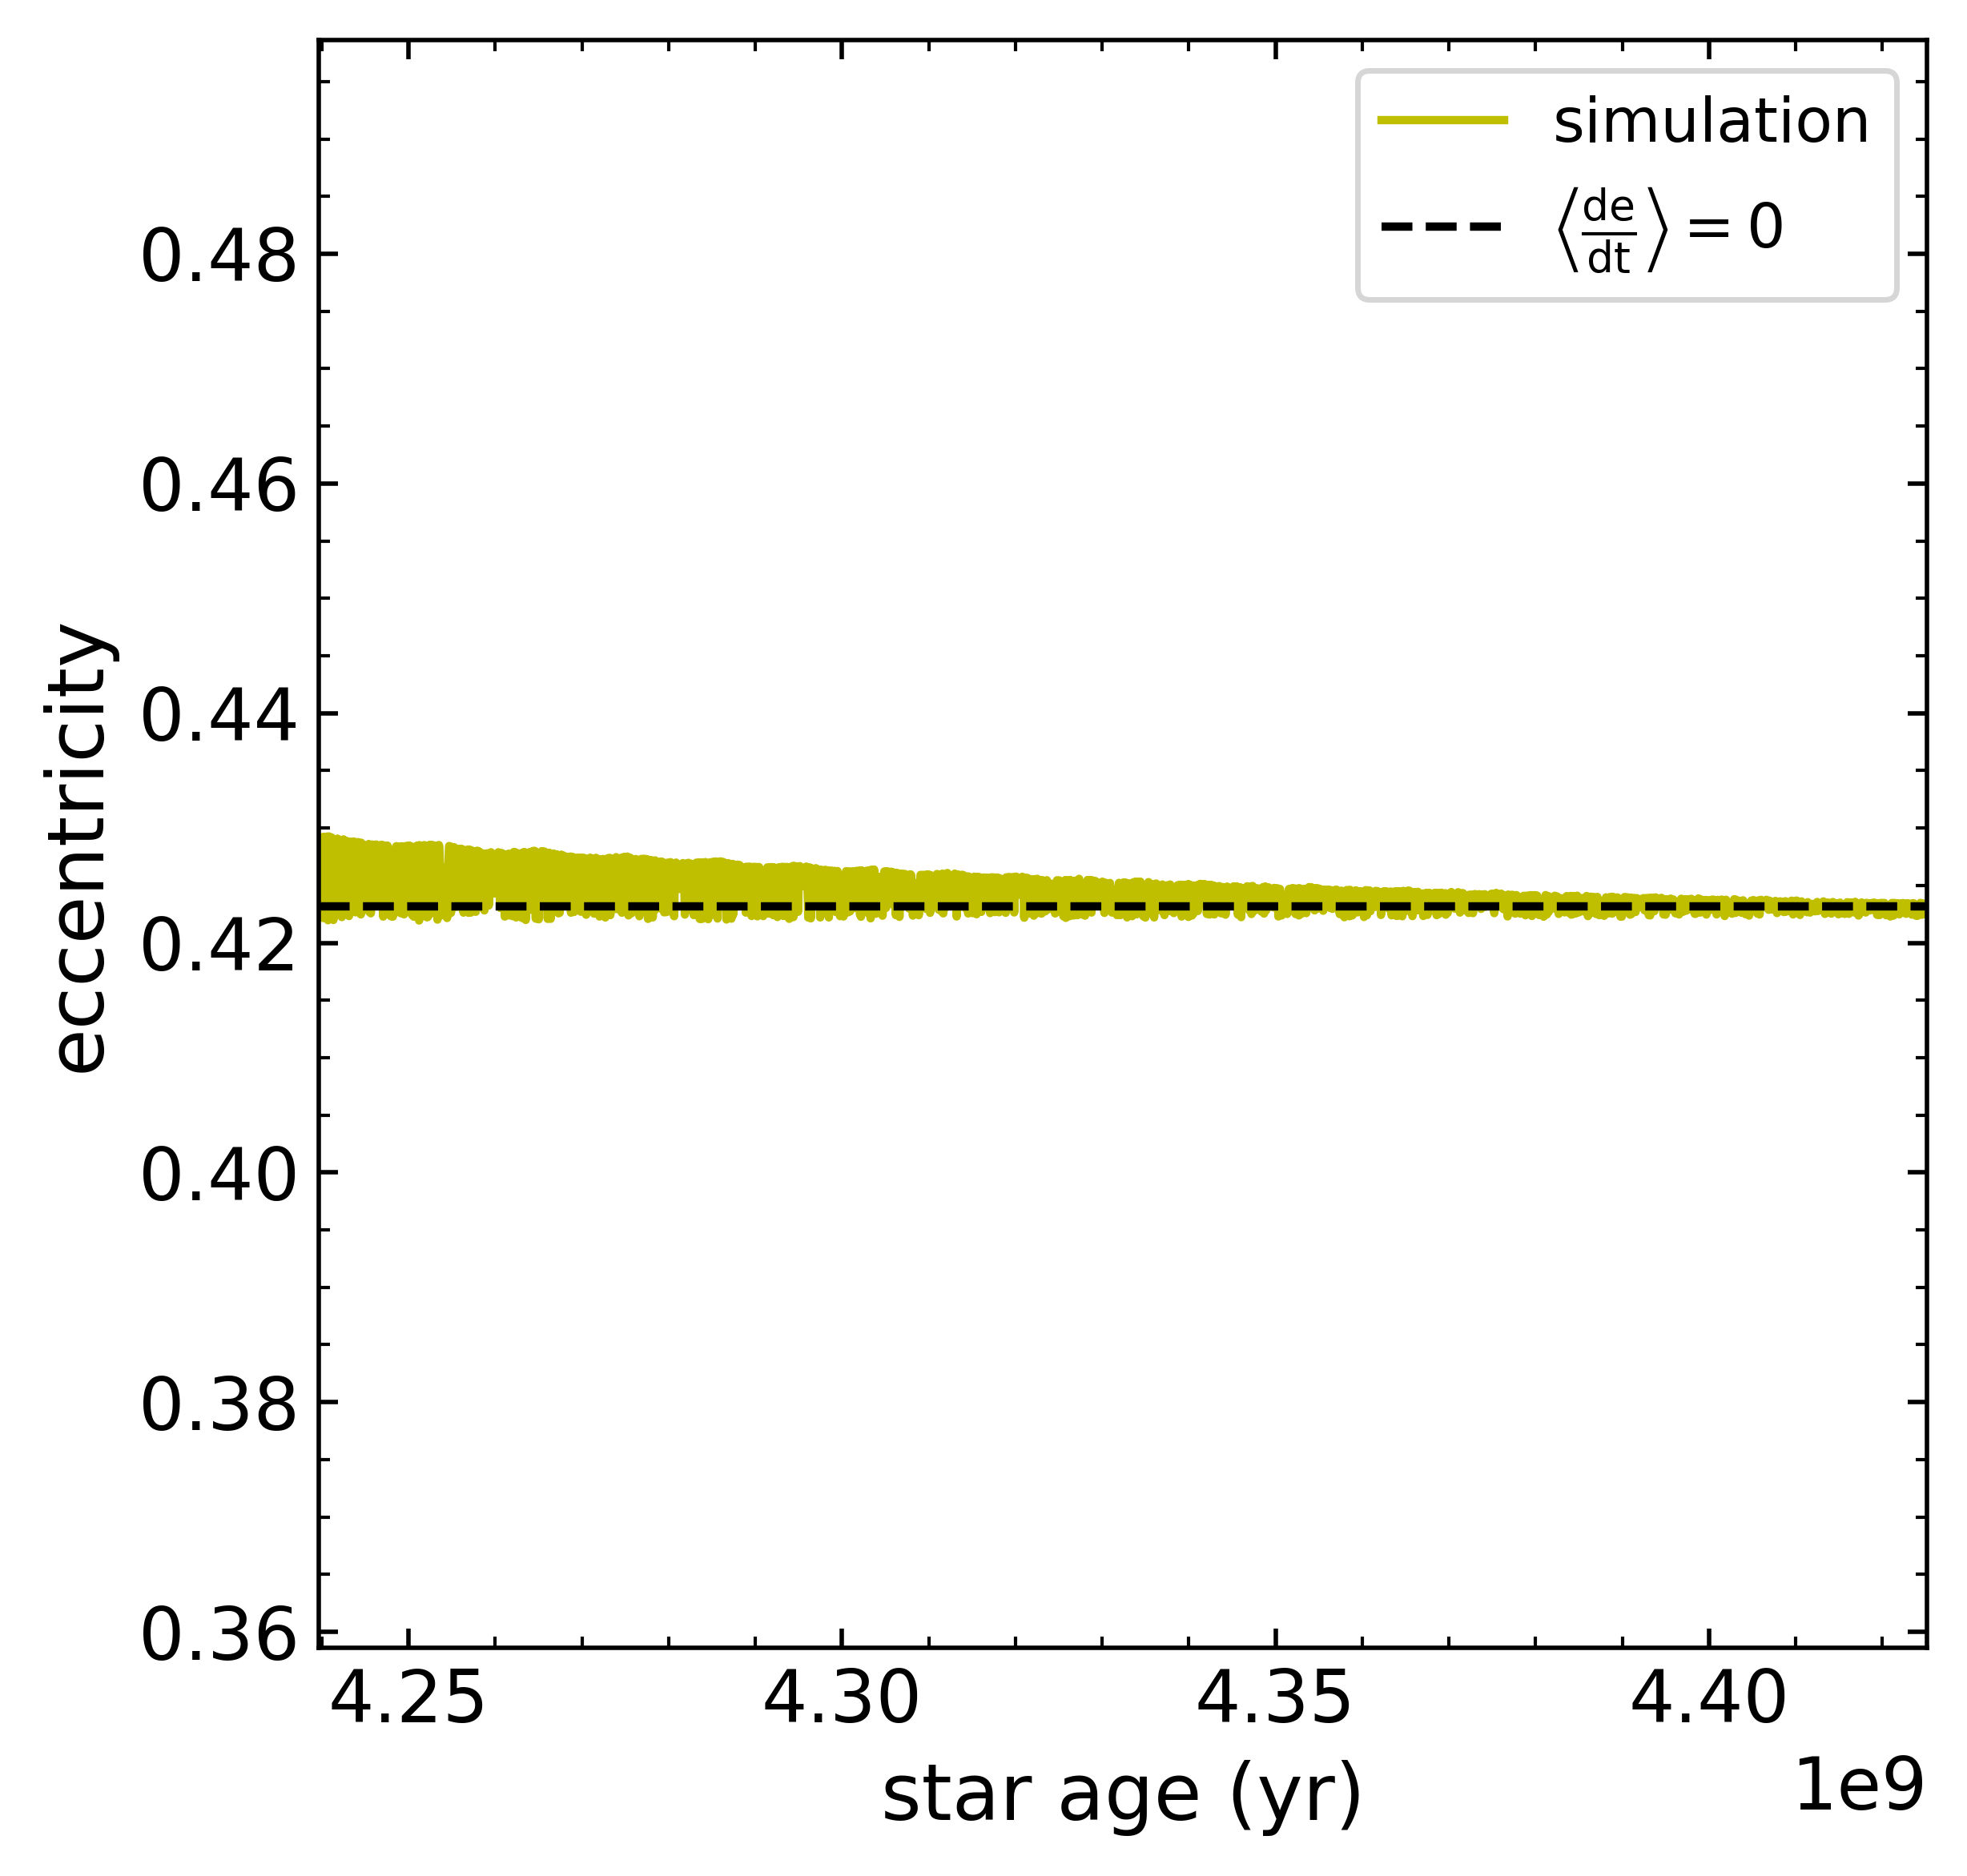 simulation
⟨de/dt⟩ = 0
eccentricity
0.48
0.46
0.44
0.42
0.40
0.38
0.36
4.25 4.30 4.35 4.40
star age (yr)
1e9